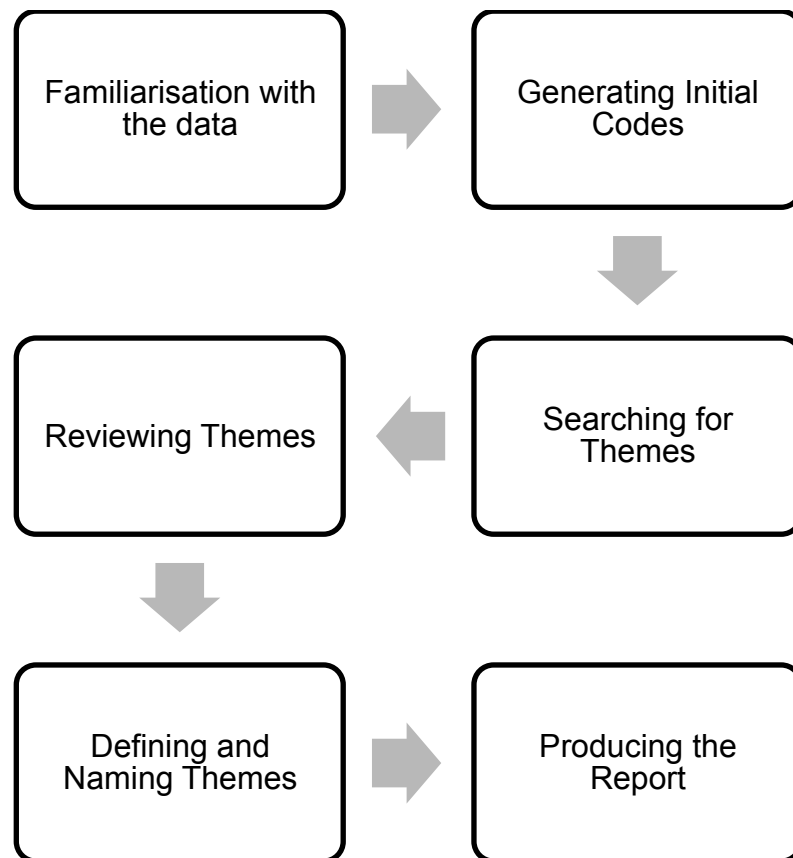 Familiarisation with
the data
Generating Initial
Codes
Searching for
Themes
Reviewing Themes
Defining and
Naming Themes
Producing the
Report